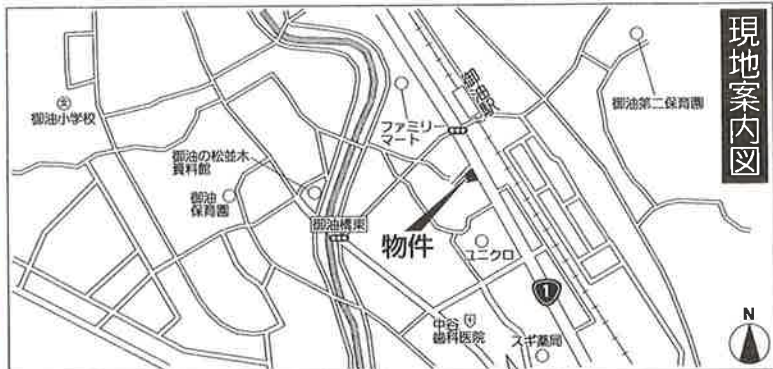 現地案内図
御油小学校
御油の松並木
資料館
御油
保育園
御油橋東
ファミリー
マート
御油駅
御油第二保育園
物件
ユニクロ
1
中谷
歯科医院
スギ薬局
N